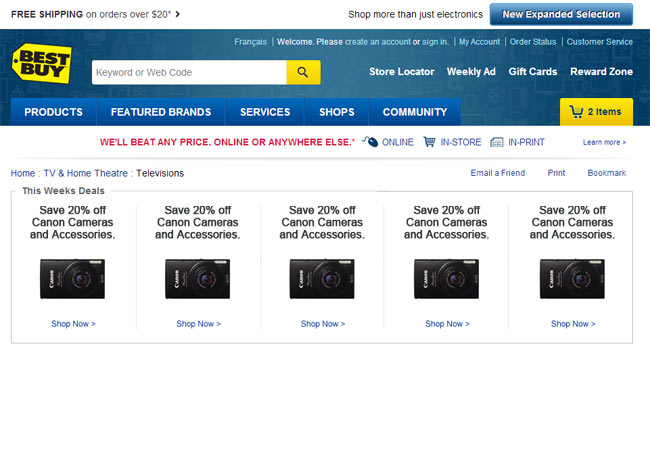 FREE SHIPPING on orders over $20* >
Shop more than just electronics
New Expanded Selection
Français | Welcome. Please create an account or sign in. | My Account | Order Status | Customer Service
BEST BUY
Keyword or Web Code
Store Locator Weekly Ad Gift Cards Reward Zone
PRODUCTS FEATURED BRANDS SERVICES SHOPS COMMUNITY
2 Items
WE'LL BEAT ANY PRICE. ONLINE OR ANYWHERE ELSE.* ONLINE IN-STORE IN-PRINT Learn more >
Home : TV & Home Theatre : Televisions
Email a Friend Print Bookmark
This Weeks Deals
Save 20% off
Canon Cameras
and Accessories.
Canon
Shop Now >
Save 20% off
Canon Cameras
and Accessories.
Canon
Shop Now >
Save 20% off
Canon Cameras
and Accessories.
Canon
Shop Now >
Save 20% off
Canon Cameras
and Accessories.
Canon
Shop Now >
Save 20% off
Canon Cameras
and Accessories.
Canon
Shop Now >